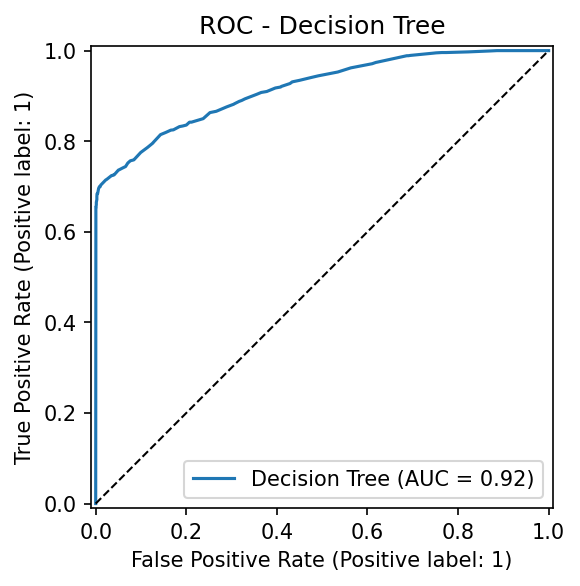 ROC - Decision Tree
True Positive Rate (Positive label: 1)
1.0
0.8
0.6
0.4
0.2
0.0
Decision Tree (AUC = 0.92)
0.0 0.2 0.4 0.6 0.8 1.0
False Positive Rate (Positive label: 1)